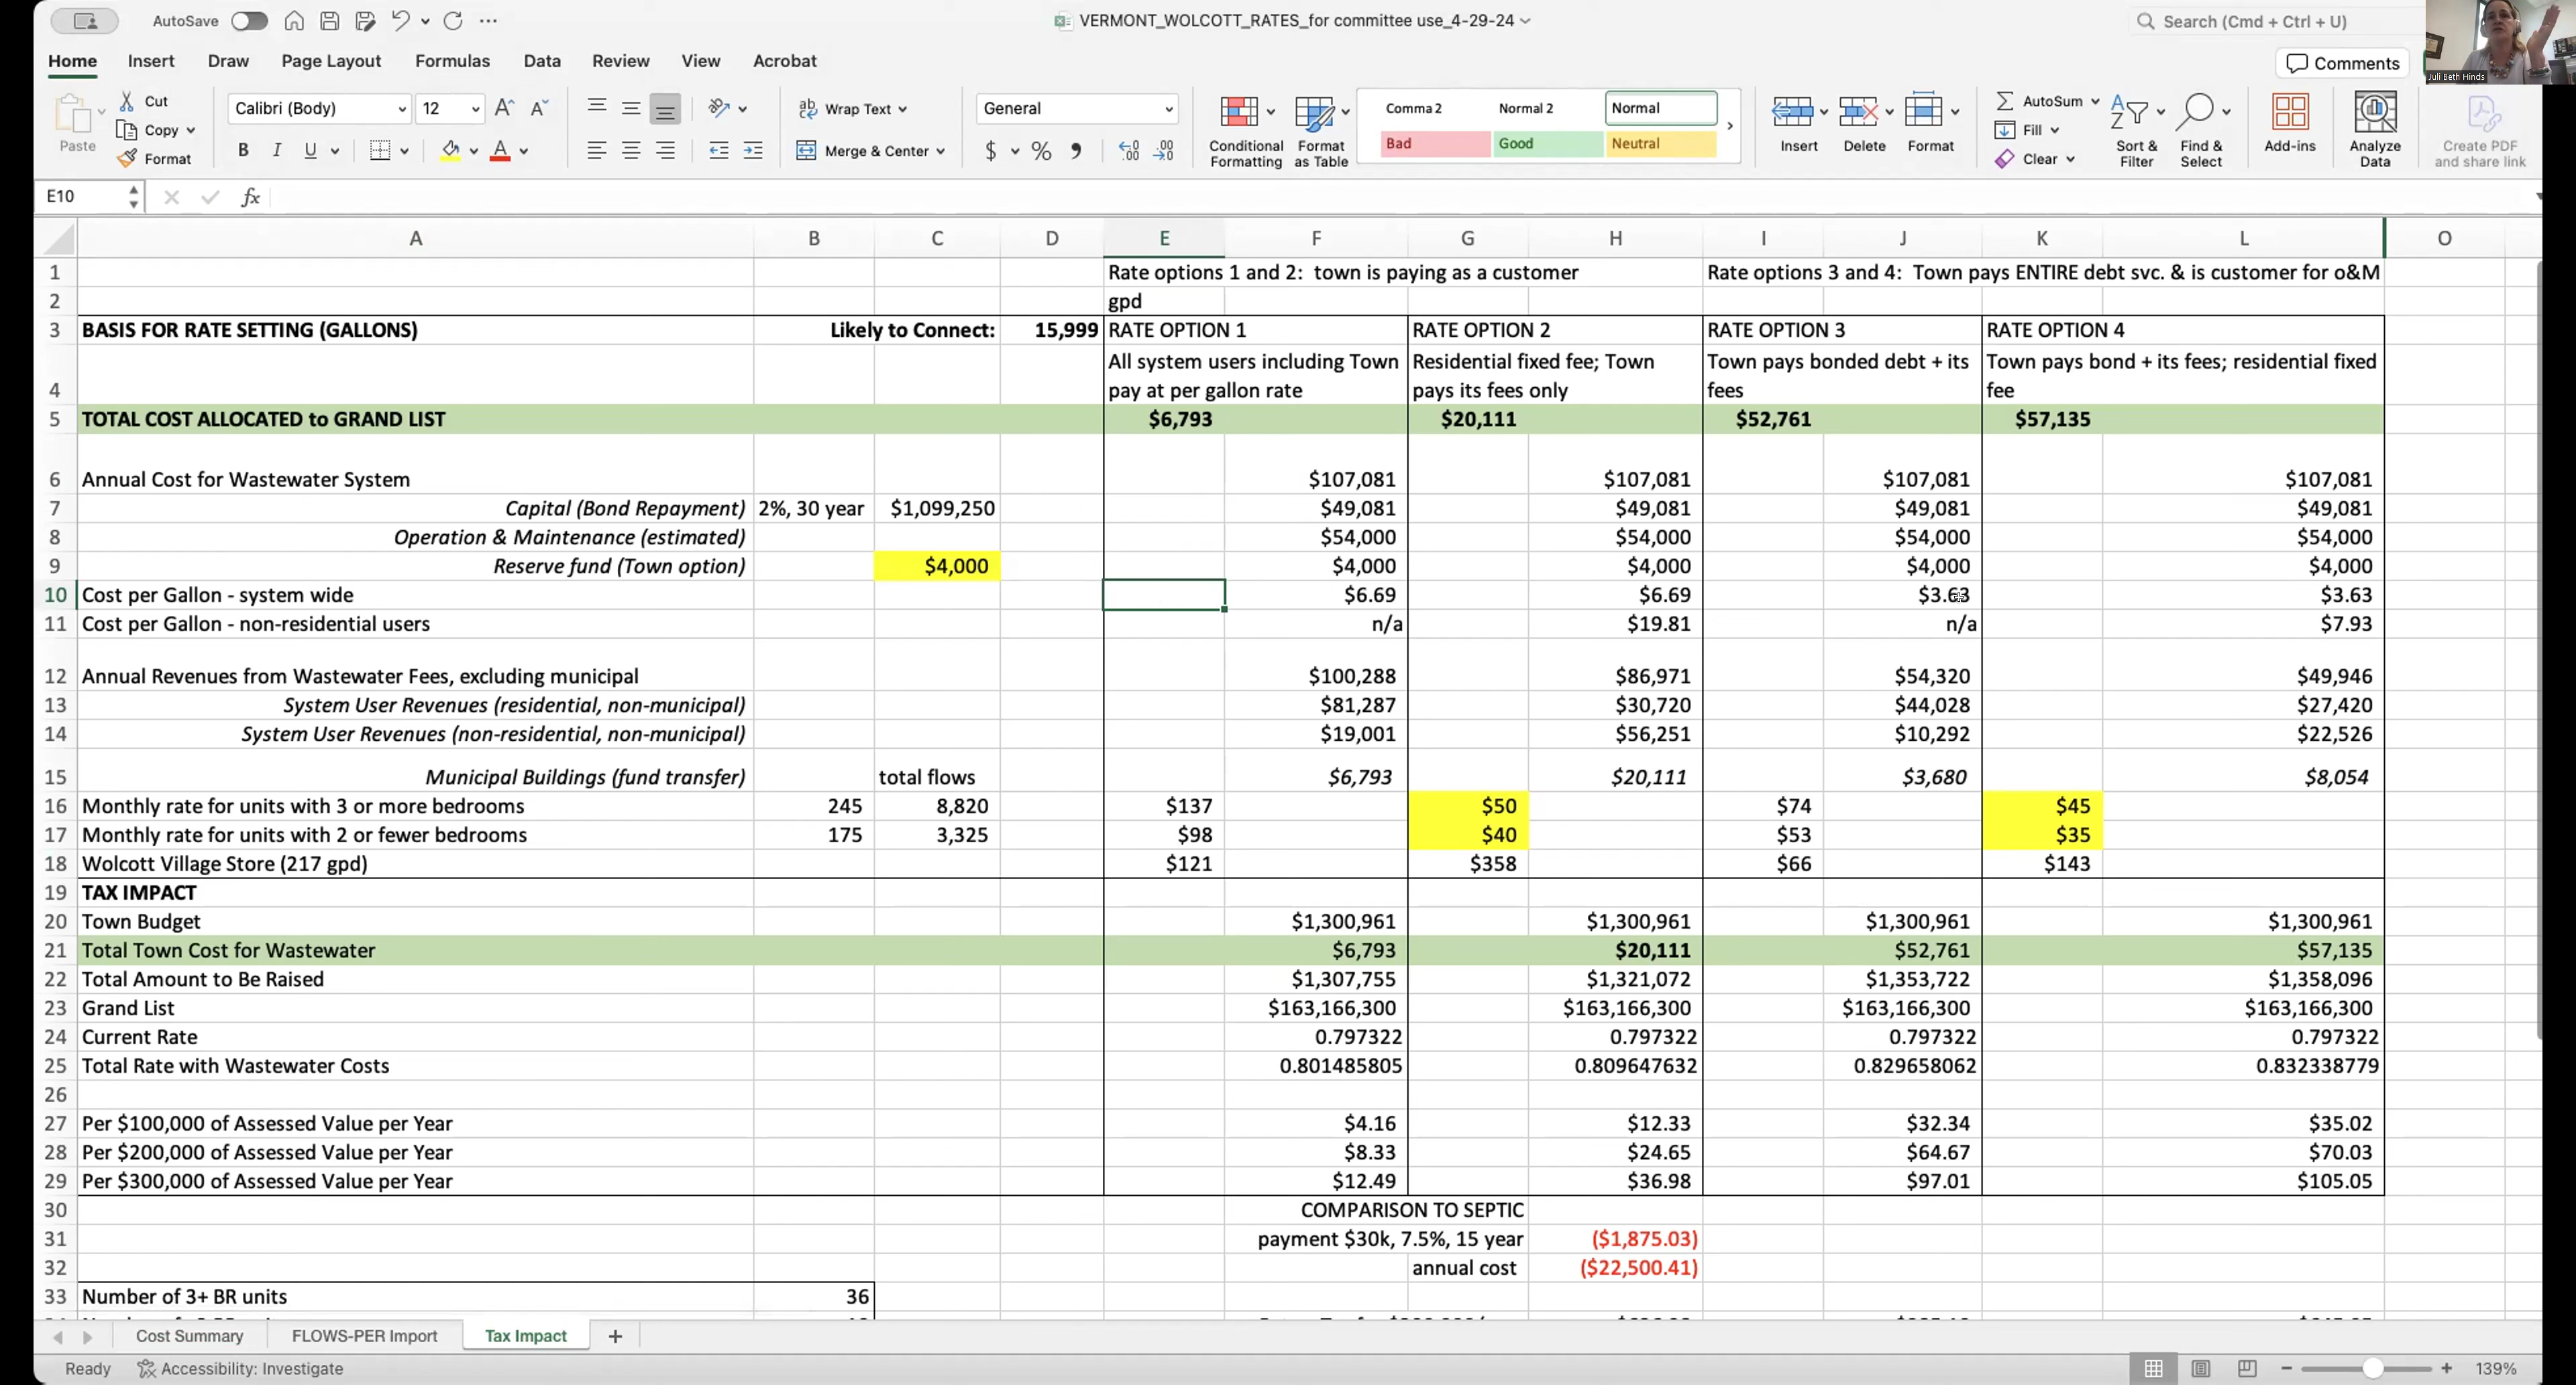 AutoSave
VERMONT_WOLCOTT_RATES_for committee use_4-29-24
Search (Cmd + Ctrl + U)
Juli Beth Hinds
Home Insert Draw Page Layout Formulas Data Review View Acrobat
Comments
Paste
Cut
Copy
Format
Calibri (Body) 12
B I U
Wrap Text
Merge & Center
General
$ %
Conditional Formatting
Format as Table
Comma 2 Normal 2 Normal
Bad Good Neutral
Insert Delete Format
AutoSum
Fill
Clear
Sort & Filter
Find & Select
Add-ins
Analyze Data
Create PDF and share link
E10 fx
A B C D E F G H I J K L O
1 Rate options 1 and 2: town is paying as a customer Rate options 3 and 4: Town pays ENTIRE debt svc. & is customer for o&M
2 gpd
3 BASIS FOR RATE SETTING (GALLONS) Likely to Connect: 15,999 RATE OPTION 1 RATE OPTION 2 RATE OPTION 3 RATE OPTION 4
4 All system users including Town pay at per gallon rate Residential fixed fee; Town pays its fees only Town pays bonded debt + its fees Town pays bond + its fees; residential fixed fee
5 TOTAL COST ALLOCATED to GRAND LIST $6,793 $20,111 $52,761 $57,135
6 Annual Cost for Wastewater System $107,081 $107,081 $107,081 $107,081
7 Capital (Bond Repayment) 2%, 30 year $1,099,250 $49,081 $49,081 $49,081 $49,081
8 Operation & Maintenance (estimated) $54,000 $54,000 $54,000 $54,000
9 Reserve fund (Town option) $4,000 $4,000 $4,000 $4,000 $4,000
10 Cost per Gallon - system wide $6.69 $6.69 $3.63 $3.63
11 Cost per Gallon - non-residential users n/a $19.81 n/a $7.93
12 Annual Revenues from Wastewater Fees, excluding municipal $100,288 $86,971 $54,320 $49,946
13 System User Revenues (residential, non-municipal) $81,287 $30,720 $44,028 $27,420
14 System User Revenues (non-residential, non-municipal) $19,001 $56,251 $10,292 $22,526
15 Municipal Buildings (fund transfer) total flows $6,793 $20,111 $3,680 $8,054
16 Monthly rate for units with 3 or more bedrooms 245 8,820 $137 $50 $74 $45
17 Monthly rate for units with 2 or fewer bedrooms 175 3,325 $98 $40 $53 $35
18 Wolcott Village Store (217 gpd) $121 $358 $66 $143
19 TAX IMPACT
20 Town Budget $1,300,961 $1,300,961 $1,300,961 $1,300,961
21 Total Town Cost for Wastewater $6,793 $20,111 $52,761 $57,135
22 Total Amount to Be Raised $1,307,755 $1,321,072 $1,353,722 $1,358,096
23 Grand List $163,166,300 $163,166,300 $163,166,300 $163,166,300
24 Current Rate 0.797322 0.797322 0.797322 0.797322
25 Total Rate with Wastewater Costs 0.801485805 0.809647632 0.829658062 0.832338779
26
27 Per $100,000 of Assessed Value per Year $4.16 $12.33 $32.34 $35.02
28 Per $200,000 of Assessed Value per Year $8.33 $24.65 $64.67 $70.03
29 Per $300,000 of Assessed Value per Year $12.49 $36.98 $97.01 $105.05
30 COMPARISON TO SEPTIC
31 payment $30k, 7.5%, 15 year ($1,875.03)
32 annual cost ($22,500.41)
33 Number of 3+ BR units 36
Cost Summary FLOWS-PER Import Tax Impact +
Ready Accessibility: Investigate 139%